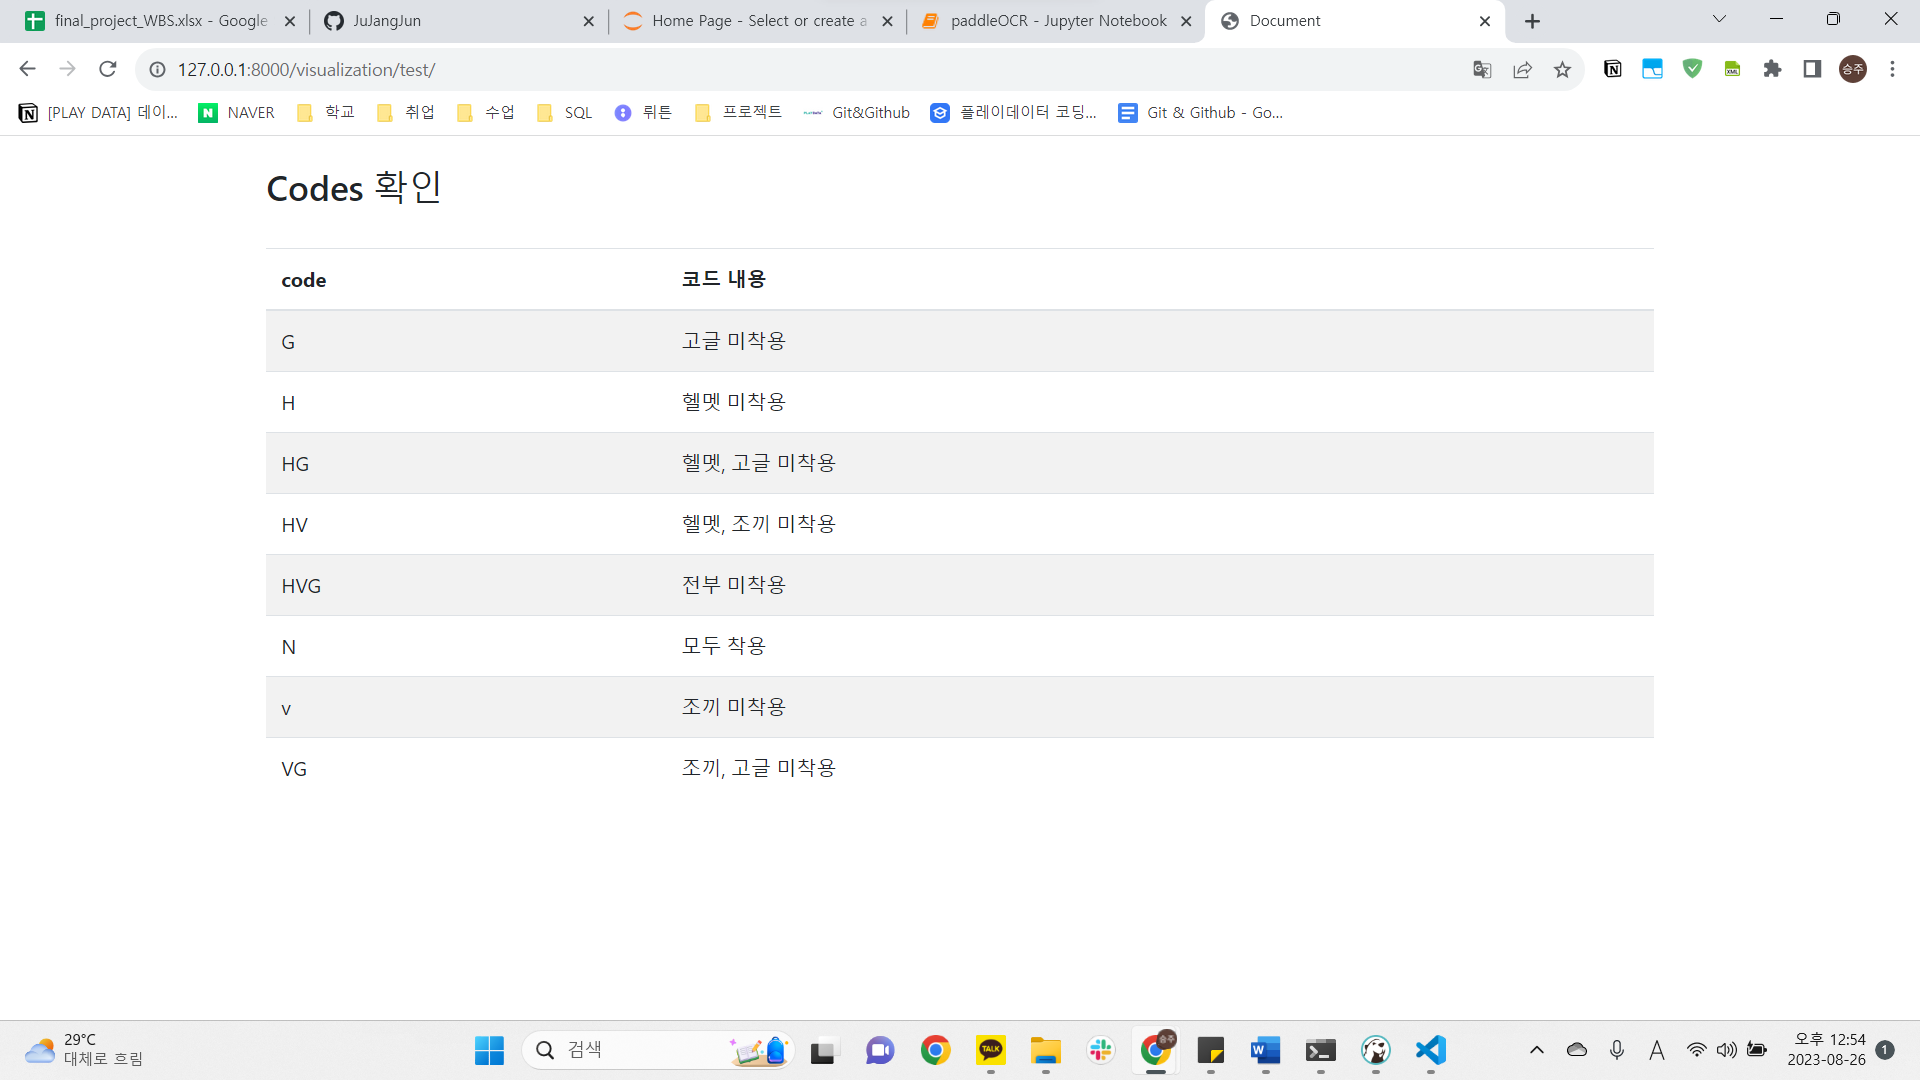 final_project_WBS.xlsx - Google
JuJangJun
Home Page - Select or create a
paddleOCR - Jupyter Notebook
Document
127.0.0.1:8000/visualization/test/
승주
[PLAY DATA] 데이...
NAVER
학교
취업
수업
SQL
뤼튼
프로젝트
Git&Github
플레이데이터 코딩...
Git & Github - Go...
Codes 확인
code 코드 내용
G 고글 미착용
H 헬멧 미착용
HG 헬멧, 고글 미착용
HV 헬멧, 조끼 미착용
HVG 전부 미착용
N 모두 착용
v 조끼 미착용
VG 조끼, 고글 미착용
29°C
대체로 흐림
검색
TALK
승주
A
오후 12:54
2023-08-26
1